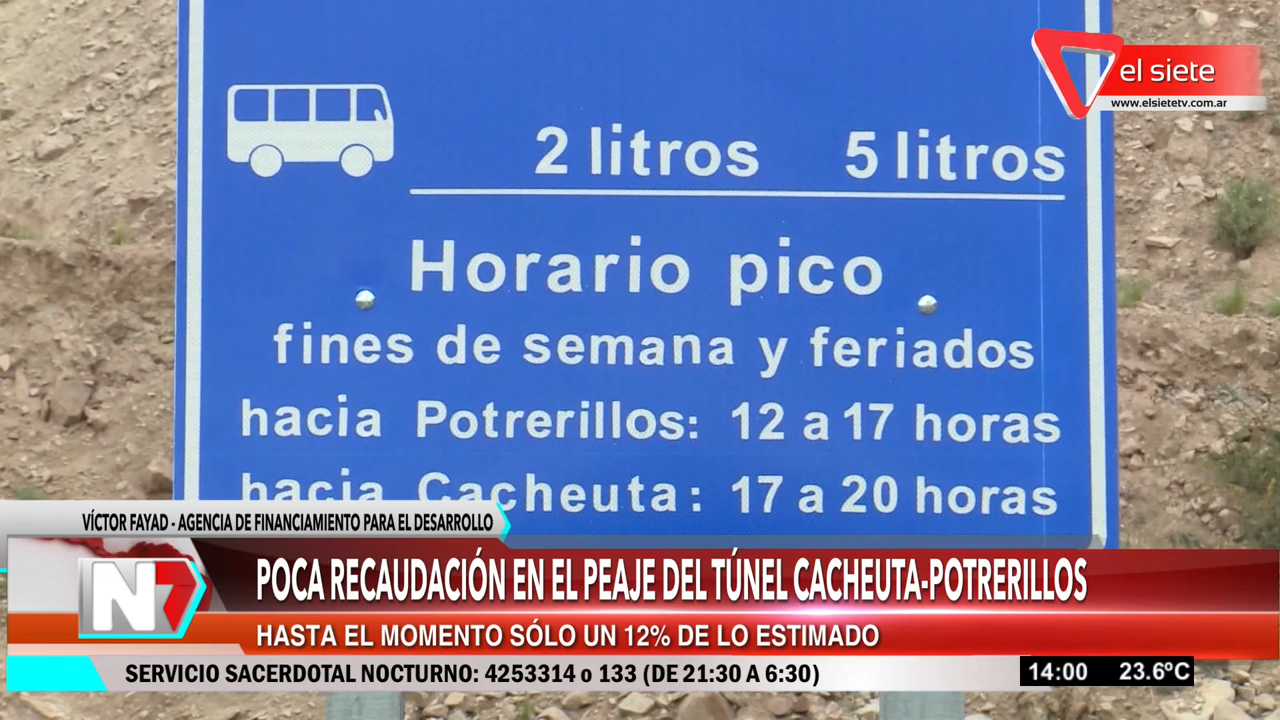 el siete
www.elsietetv.com.ar
2 litros 5 litros
Horario pico
fines de semana y feriados
hacia Potrerillos: 12 a 17 horas
hacia Cacheuta: 17 a 20 horas
VÍCTOR FAYAD - AGENCIA DE FINANCIAMIENTO PARA EL DESARROLLO
N7
POCA RECAUDACIÓN EN EL PEAJE DEL TÚNEL CACHEUTA-POTRERILLOS
HASTA EL MOMENTO SÓLO UN 12% DE LO ESTIMADO
SERVICIO SACERDOTAL NOCTURNO: 4253314 o 133 (DE 21:30 A 6:30)
14:00 23.6ºC